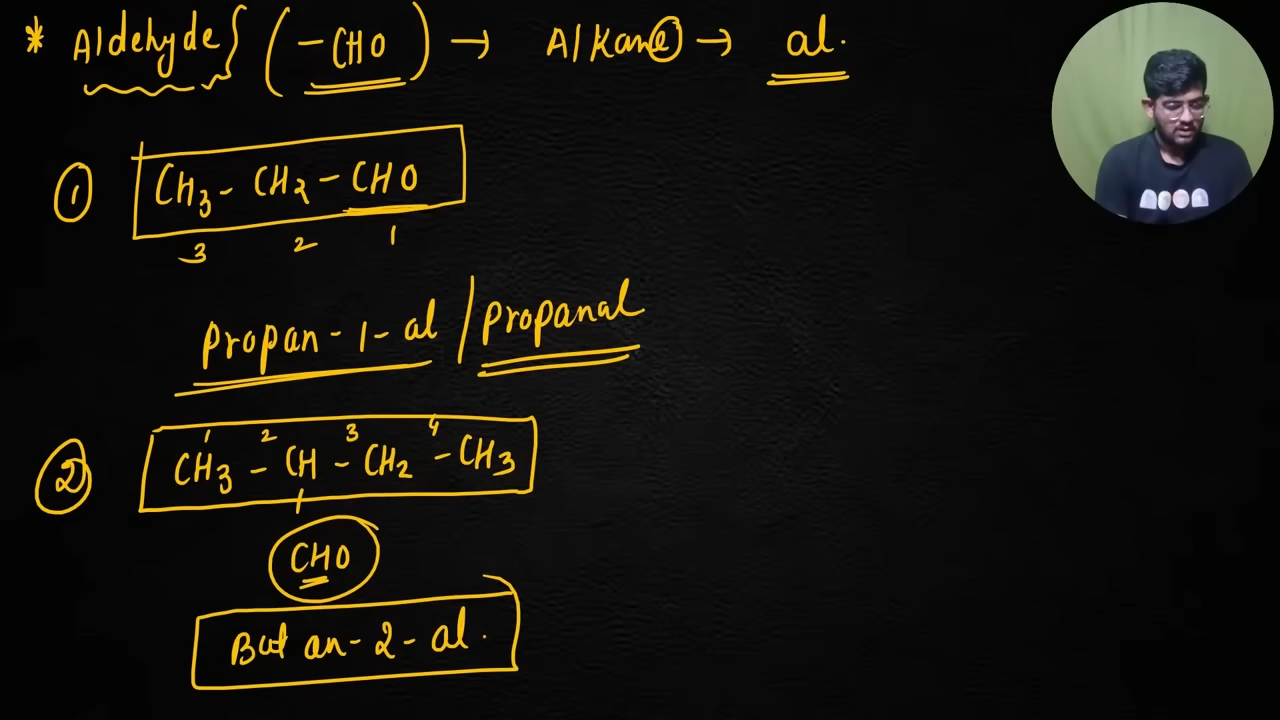 * Aldehyde } (-CHO) → Alkane → al.
① CH3 - CH2 - CHO
3 2 1
Propan-1-al / Propanal
1 2 3 4
② CH3 - CH - CH2 - CH3
CHO
Butan-2-al.